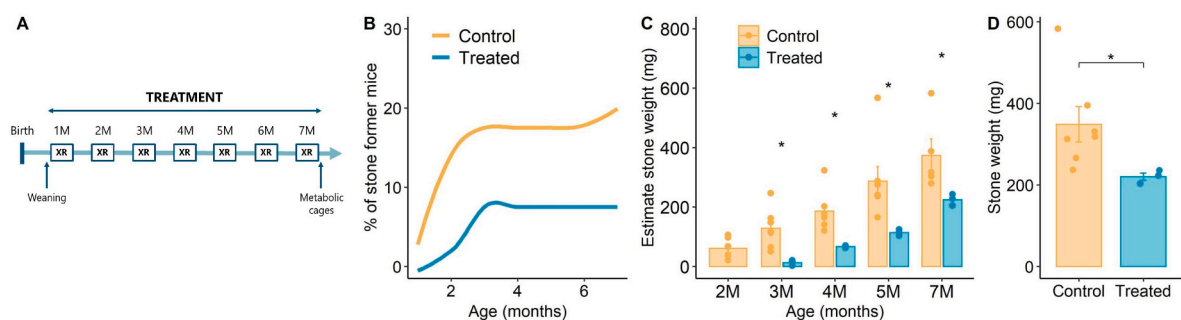 A
TREATMENT
Birth 1M 2M 3M 4M 5M 6M 7M
XR XR XR XR XR XR XR
Weaning
Metabolic
cages
B
% of stone former mice
30
20
10
0
Control
Treated
2 4 6
Age (months)
C
Estimate stone weight (mg)
800
600
400
200
0
Control
Treated
* * * *
2M 3M 4M 5M 7M
Age (months)
D
Stone weight (mg)
600
400
200
0
*
Control Treated